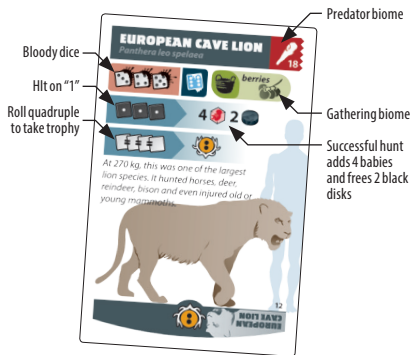 Predator biome
EUROPEAN CAVE LION
Panthera leo spelaea
18
Bloody dice
berries
HIt on "1"
4 2
Gathering biome
Roll quadruple
to take trophy
Successful hunt
adds 4 babies
and frees 2 black
disks
At 270 kg, this was one of the largest
lion species. It hunted horses, deer,
reindeer, bison and even injured old or
young mammoths.
12
EUROPEAN
CAVE LION